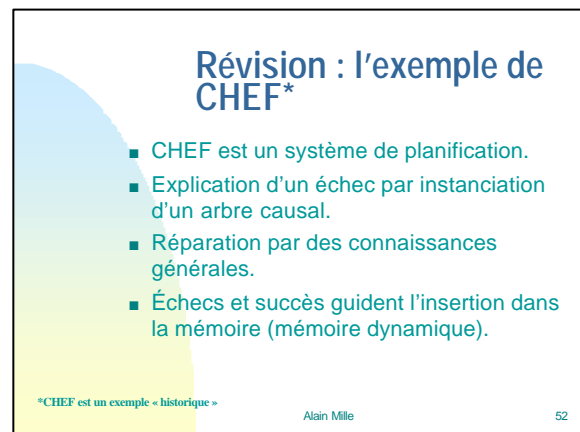 Révision : l’exemple de
CHEF*
■ CHEF est un système de planification.
■ Explication d’un échec par instanciation
d’un arbre causal.
■ Réparation par des connaissances
générales.
■ Échecs et succès guident l’insertion dans
la mémoire (mémoire dynamique).
*CHEF est un exemple « historique »
Alain Mille
52